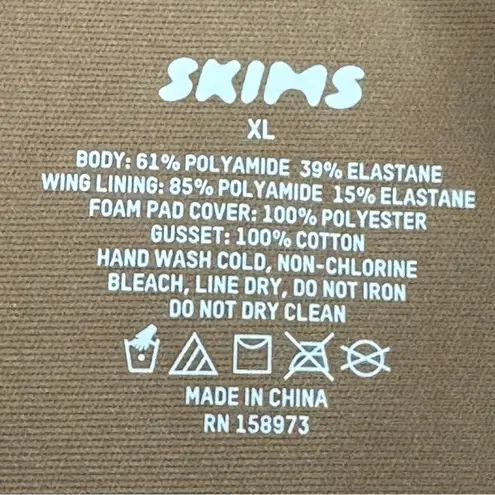 SKIMS
XL
BODY: 61% POLYAMIDE 39% ELASTANE
WING LINING: 85% POLYAMIDE 15% ELASTANE
FOAM PAD COVER: 100% POLYESTER
GUSSET: 100% COTTON
HAND WASH COLD, NON-CHLORINE
BLEACH, LINE DRY, DO NOT IRON
DO NOT DRY CLEAN
MADE IN CHINA
RN 158973